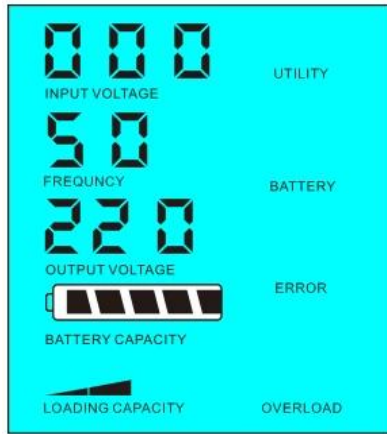 000
UTILITY
INPUT VOLTAGE
50
FREQUNCY
BATTERY
220
OUTPUT VOLTAGE
ERROR
BATTERY CAPACITY
LOADING CAPACITY
OVERLOAD